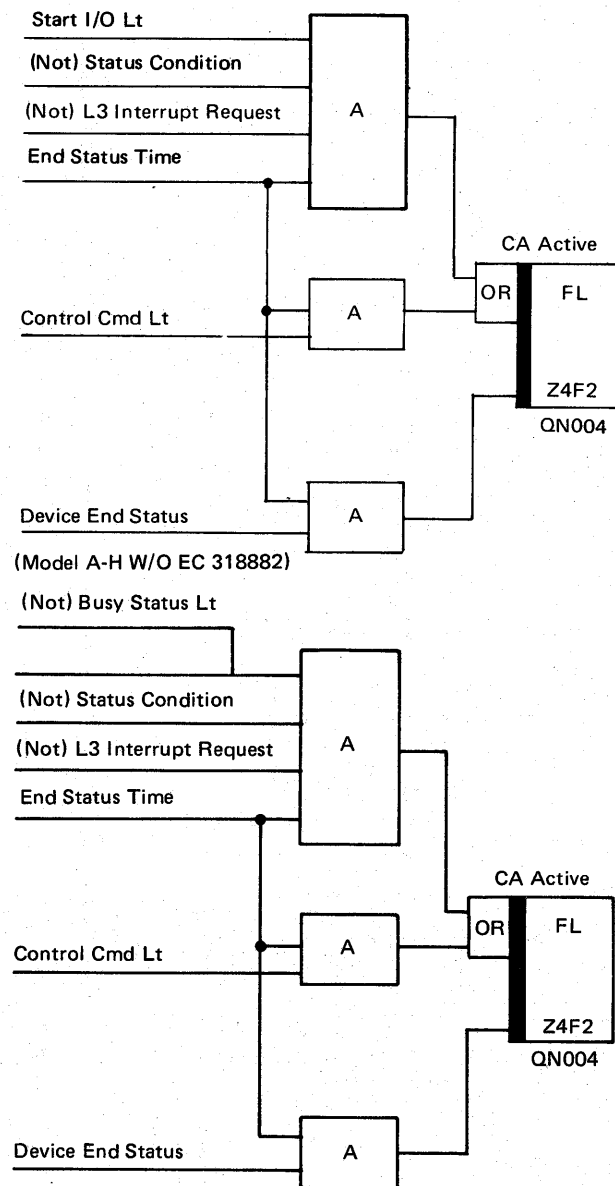 Start I/O Lt
(Not) Status Condition
(Not) L3 Interrupt Request
A
End Status Time
CA Active
OR
FL
A
Control Cmd Lt
Z4F2
QN004
A
Device End Status
(Model A-H W/O EC 318882)
(Not) Busy Status Lt
(Not) Status Condition
(Not) L3 Interrupt Request
A
End Status Time
CA Active
OR
FL
A
Control Cmd Lt
Z4F2
QN004
A
Device End Status